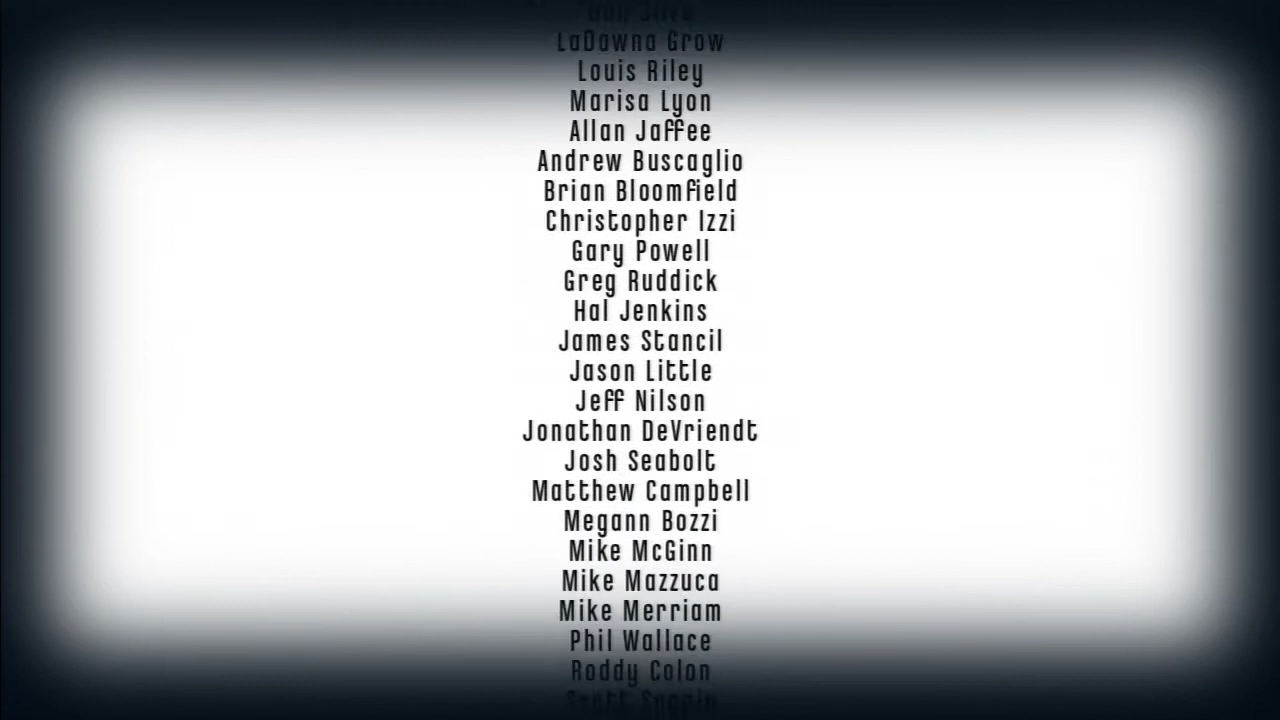 LaDawna Grow
Louis Riley
Marisa Lyon
Allan Jaffee
Andrew Buscaglio
Brian Bloomfield
Christopher Izzi
Gary Powell
Greg Ruddick
Hal Jenkins
James Stancil
Jason Little
Jeff Nilson
Jonathan DeVriendt
Josh Seabolt
Matthew Campbell
Megann Bozzi
Mike McGinn
Mike Mazzuca
Mike Merriam
Phil Wallace
Roddy Colon
Scott